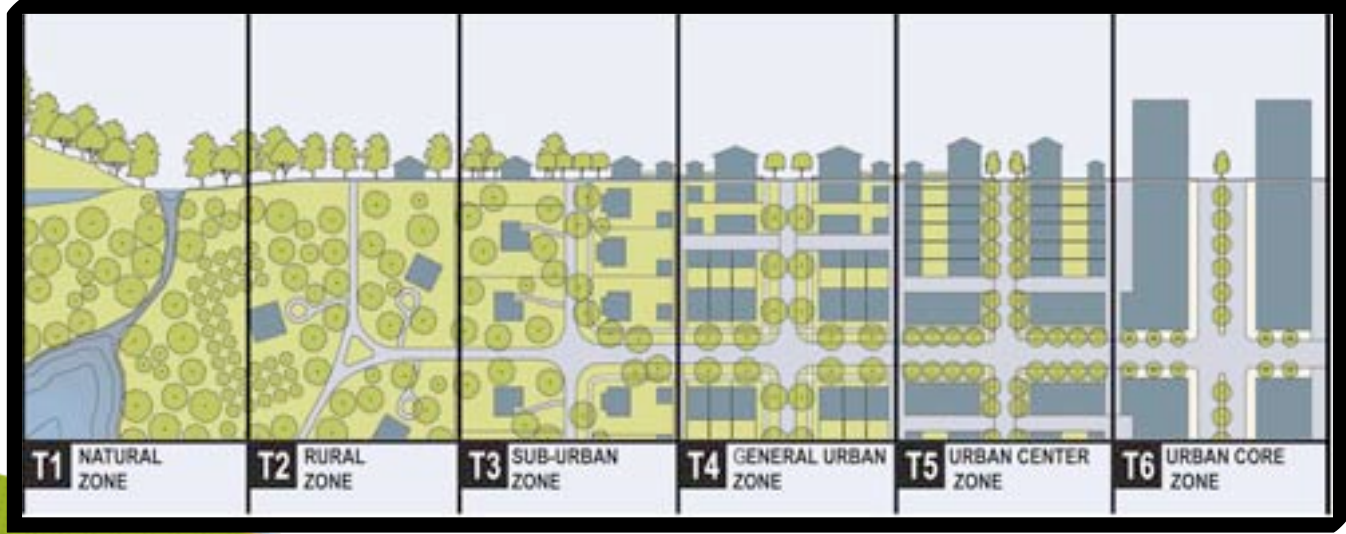 T1 NATURAL
ZONE
T2 RURAL
ZONE
T3 SUB-URBAN
ZONE
T4 GENERAL URBAN
ZONE
T5 URBAN CENTER
ZONE
T6 URBAN CORE
ZONE